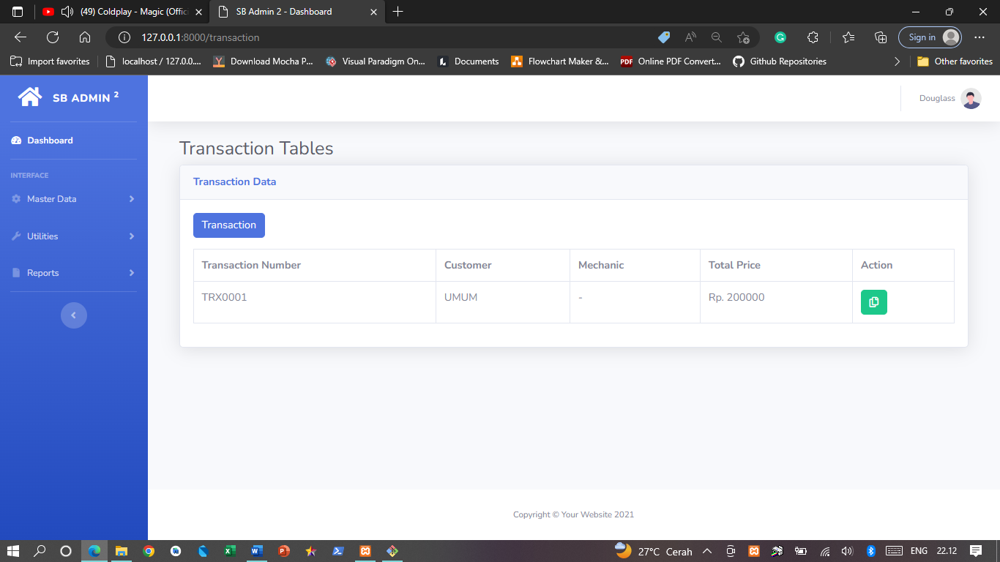 (49) Coldplay - Magic (Offici
SB Admin 2 - Dashboard
127.0.0.1:8000/transaction
Sign in
Import favorites
localhost / 127.0.0....
Download Mocha P...
Visual Paradigm On...
Documents
Flowchart Maker &...
PDF
Online PDF Convert...
Github Repositories
Other favorites
SB ADMIN 2
Douglass
Dashboard
INTERFACE
Master Data
Utilities
Reports
Transaction Tables
Transaction Data
Transaction
Transaction Number Customer Mechanic Total Price Action
TRX0001 UMUM - Rp. 200000
Copyright © Your Website 2021
27°C Cerah
ENG
22.12